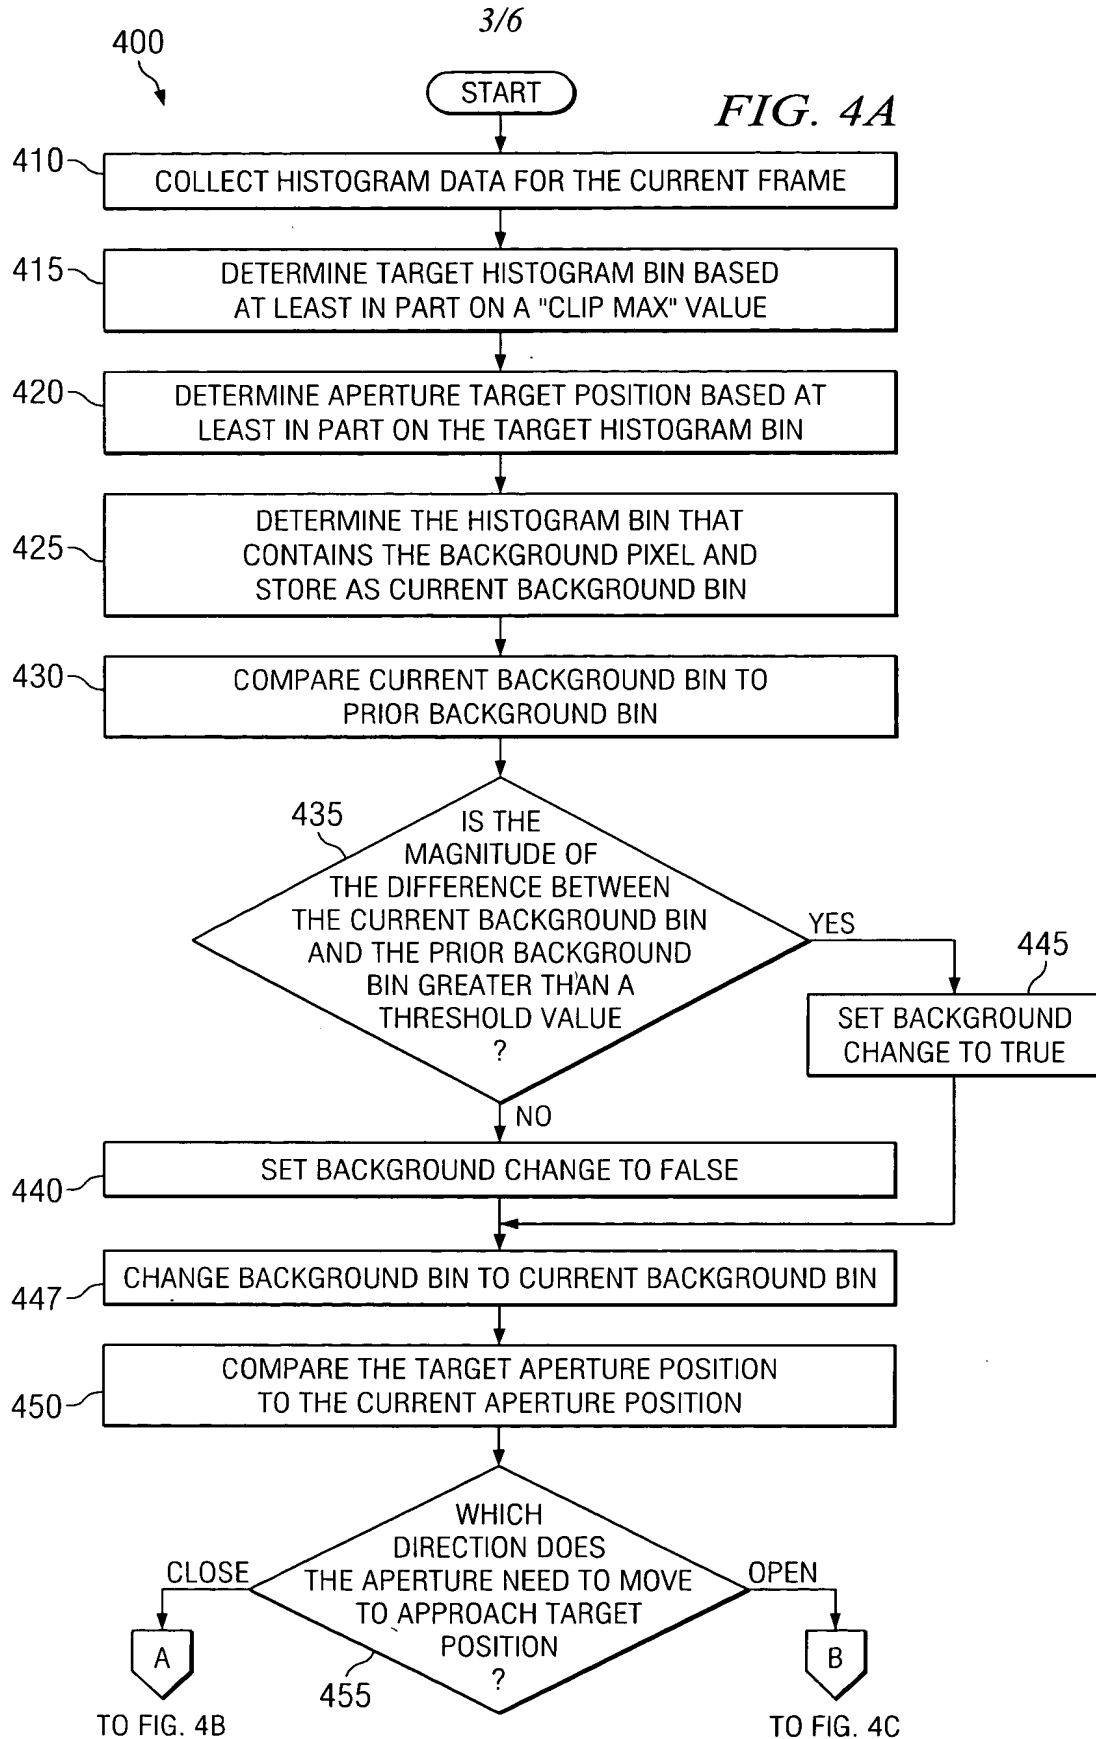 3/6
400
START
FIG. 4A
410
COLLECT HISTOGRAM DATA FOR THE CURRENT FRAME
415
DETERMINE TARGET HISTOGRAM BIN BASED
AT LEAST IN PART ON A "CLIP MAX" VALUE
420
DETERMINE APERTURE TARGET POSITION BASED AT
LEAST IN PART ON THE TARGET HISTOGRAM BIN
425
DETERMINE THE HISTOGRAM BIN THAT
CONTAINS THE BACKGROUND PIXEL AND
STORE AS CURRENT BACKGROUND BIN
430
COMPARE CURRENT BACKGROUND BIN TO
PRIOR BACKGROUND BIN
435
IS THE
MAGNITUDE OF
THE DIFFERENCE BETWEEN
THE CURRENT BACKGROUND BIN
AND THE PRIOR BACKGROUND
BIN GREATER THAN A
THRESHOLD VALUE
?
YES
445
SET BACKGROUND
CHANGE TO TRUE
NO
440
SET BACKGROUND CHANGE TO FALSE
447
CHANGE BACKGROUND BIN TO CURRENT BACKGROUND BIN
450
COMPARE THE TARGET APERTURE POSITION
TO THE CURRENT APERTURE POSITION
WHICH
DIRECTION DOES
THE APERTURE NEED TO MOVE
TO APPROACH TARGET
POSITION
?
455
CLOSE
OPEN
A
B
TO FIG. 4B
TO FIG. 4C